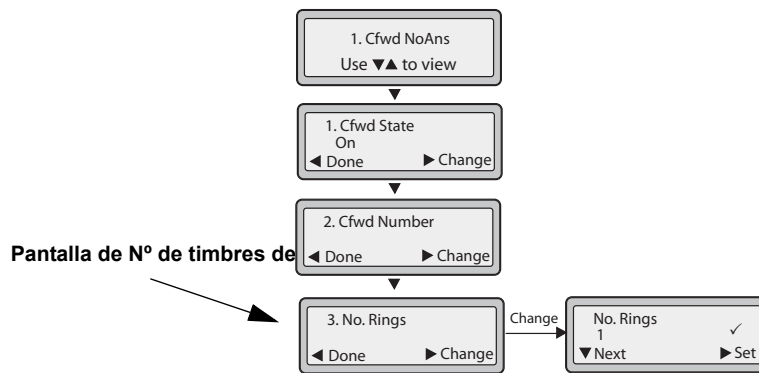 1. Cfwd NoAns
Use ▼▲ to view
▼
1. Cfwd State
On
◀ Done ▶ Change
▼
2. Cfwd Number
◀ Done ▶ Change
Pantalla de Nº de timbres de
▼
3. No. Rings
◀ Done ▶ Change
Change
No. Rings
1 ✓
▼ Next ▶ Set